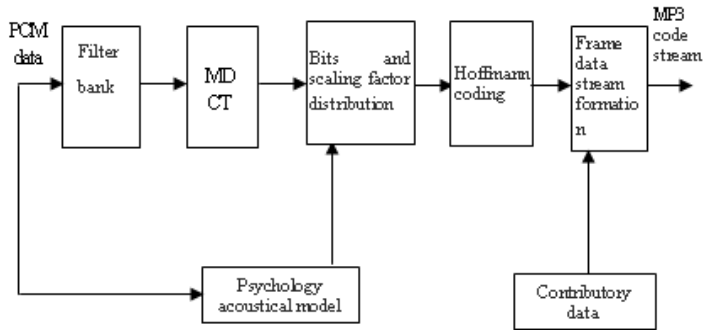 PCM
data
Filter
bank
MD
CT
Bits and
scaling factor
distribution
Hoffmann
coding
Frame
data
stream
formatio
n
MP3
code
stream
Psychology
acoustical model
Contributory
data